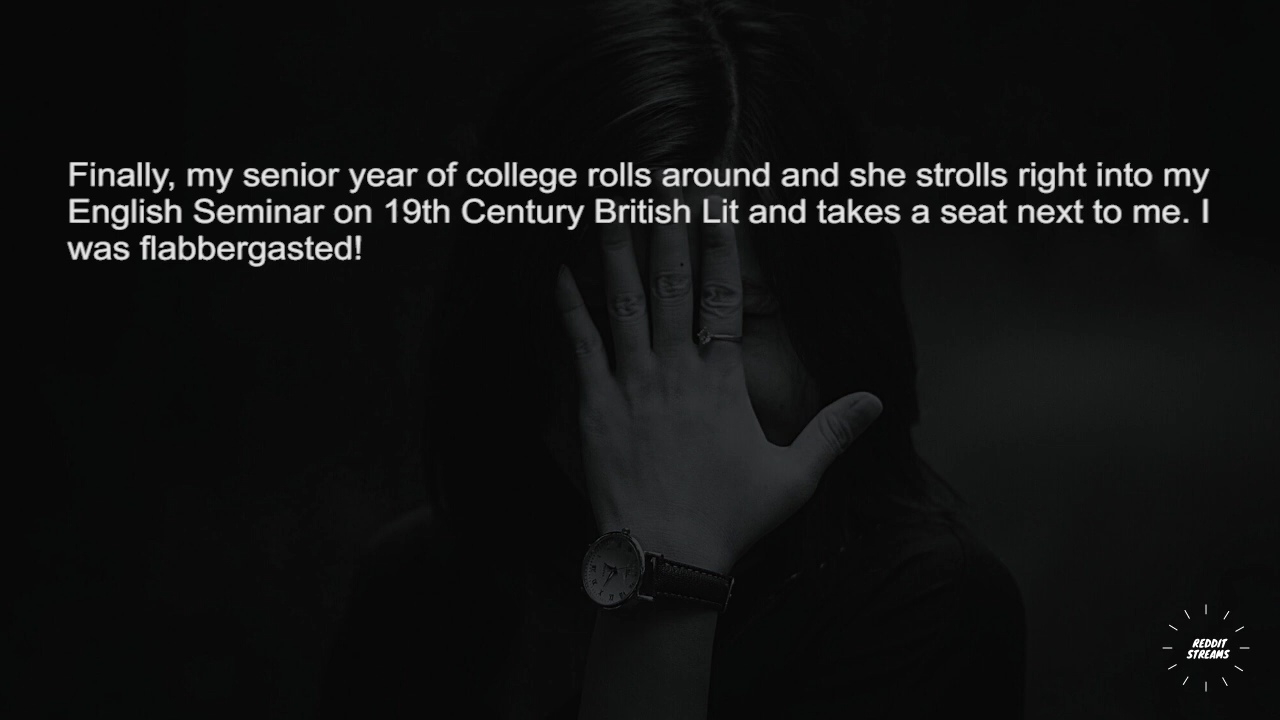 Finally, my senior year of college rolls around and she strolls right into my
English Seminar on 19th Century British Lit and takes a seat next to me. I
was flabbergasted!
REDDIT
STREAMS